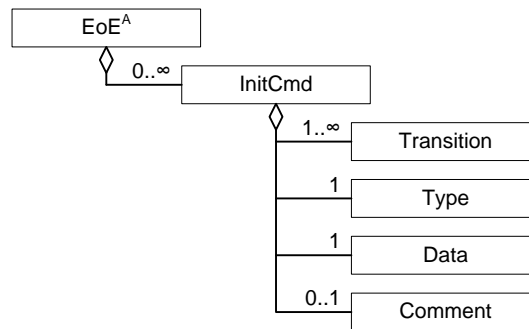 EoE^A
0..∞
InitCmd
1..∞
Transition
1
Type
1
Data
0..1
Comment